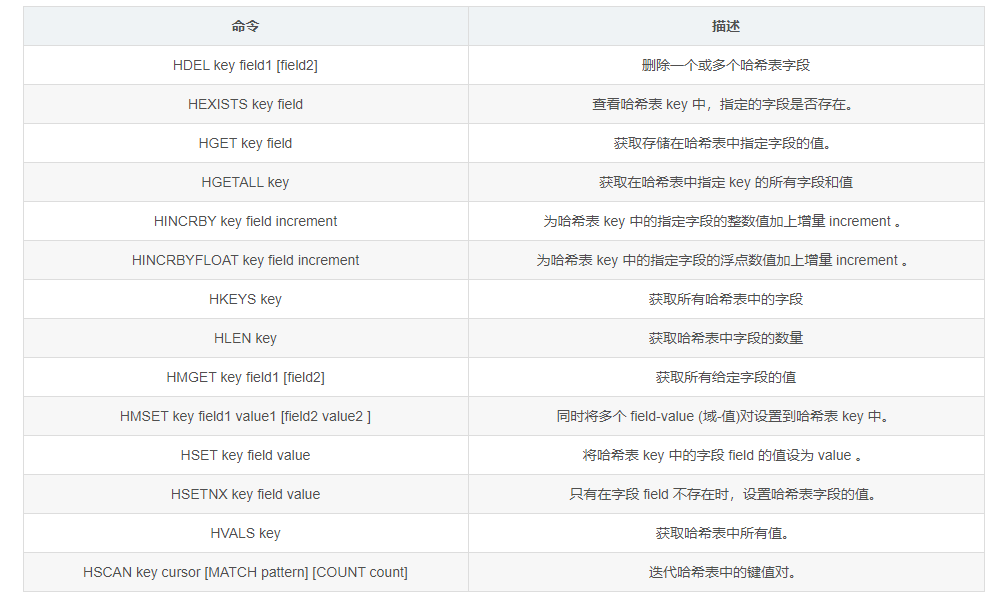 命令 描述
HDEL key field1 [field2] 删除一个或多个哈希表字段
HEXISTS key field 查看哈希表 key 中，指定的字段是否存在。
HGET key field 获取存储在哈希表中指定字段的值。
HGETALL key 获取在哈希表中指定 key 的所有字段和值
HINCRBY key field increment 为哈希表 key 中的指定字段的整数值加上增量 increment 。
HINCRBYFLOAT key field increment 为哈希表 key 中的指定字段的浮点数值加上增量 increment 。
HKEYS key 获取所有哈希表中的字段
HLEN key 获取哈希表中字段的数量
HMGET key field1 [field2] 获取所有给定字段的值
HMSET key field1 value1 [field2 value2 ] 同时将多个 field-value (域-值)对设置到哈希表 key 中。
HSET key field value 将哈希表 key 中的字段 field 的值设为 value 。
HSETNX key field value 只有在字段 field 不存在时，设置哈希表字段的值。
HVALS key 获取哈希表中所有值。
HSCAN key cursor [MATCH pattern] [COUNT count] 迭代哈希表中的键值对。